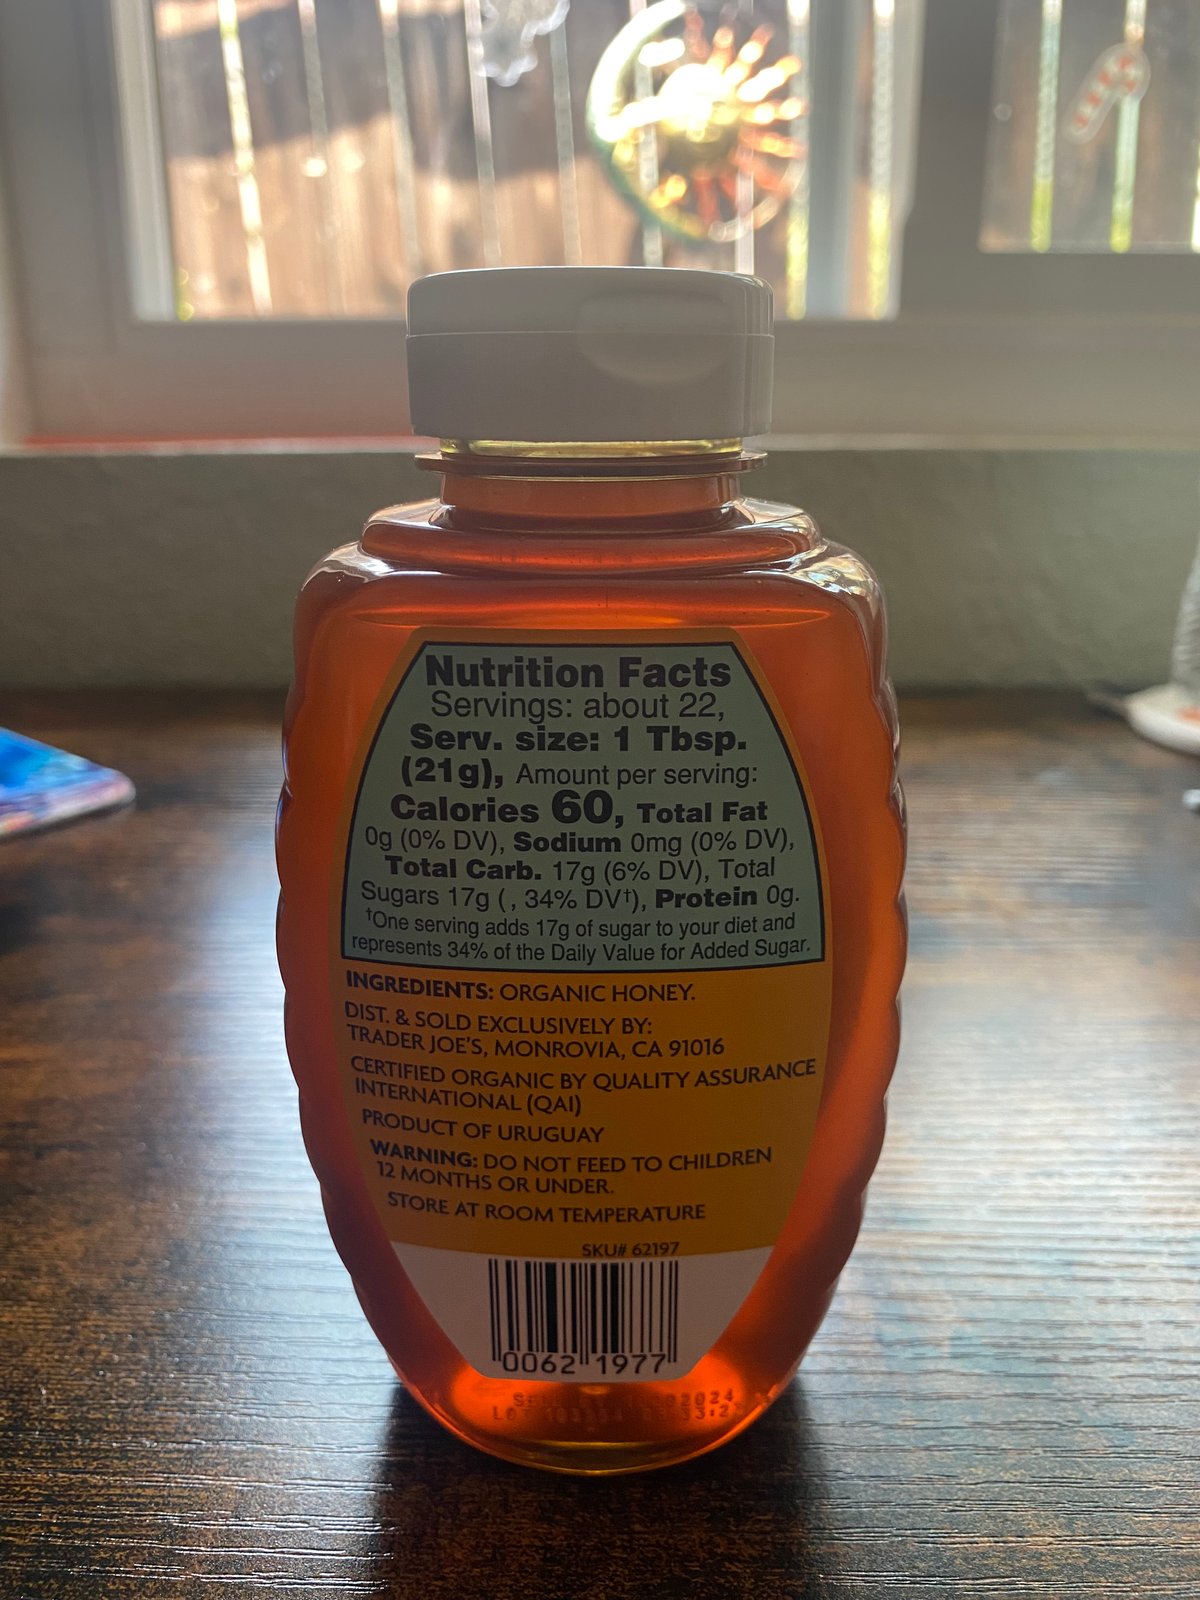 Nutrition Facts
Servings: about 22,
Serv. size: 1 Tbsp.
(21g), Amount per serving:
Calories 60, Total Fat
0g (0% DV), Sodium 0mg (0% DV),
Total Carb. 17g (6% DV), Total
Sugars 17g ( , 34% DV†), Protein 0g.
†One serving adds 17g of sugar to your diet and
represents 34% of the Daily Value for Added Sugar.
INGREDIENTS: ORGANIC HONEY.
DIST. & SOLD EXCLUSIVELY BY:
TRADER JOE'S, MONROVIA, CA 91016
CERTIFIED ORGANIC BY QUALITY ASSURANCE
INTERNATIONAL (QAI)
PRODUCT OF URUGUAY
WARNING: DO NOT FEED TO CHILDREN
12 MONTHS OR UNDER.
STORE AT ROOM TEMPERATURE
SKU# 62197
0062 1977
LOT